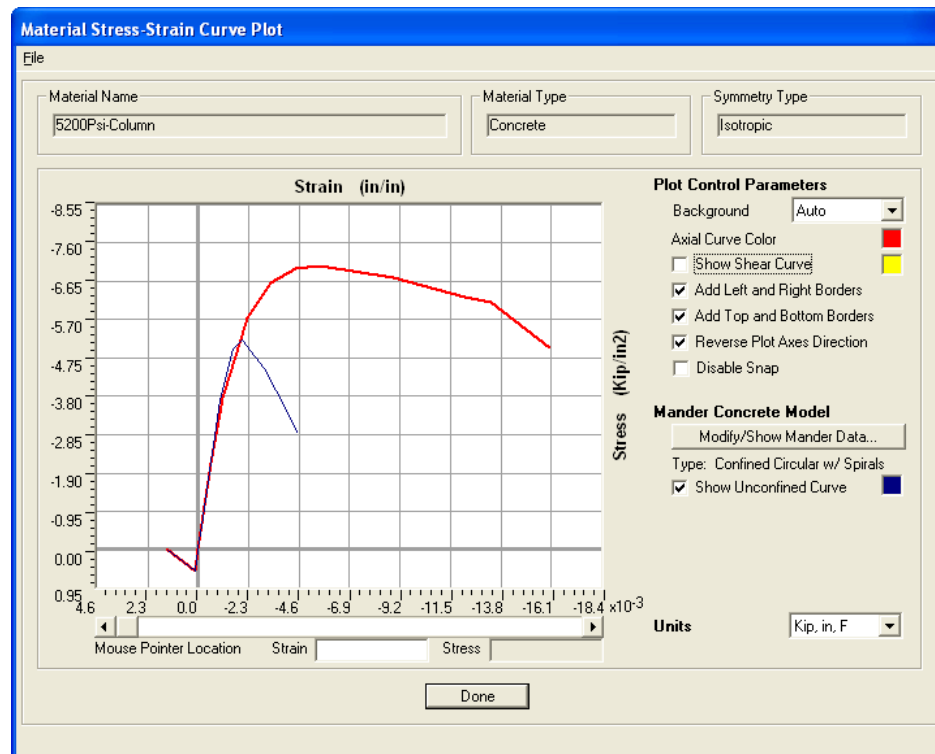 Material Stress-Strain Curve Plot
File
Material Name
5200Psi-Column
Material Type
Concrete
Symmetry Type
Isotropic
Strain (in/in)
-8.55
-7.60
-6.65
-5.70
-4.75
-3.80
-2.85
-1.90
-0.95
0.00
0.95
4.6 2.3 0.0 -2.3 -4.6 -6.9 -9.2 -11.5 -13.8 -16.1 -18.4 x10-3
Stress (Kip/in2)
Mouse Pointer Location Strain Stress
Plot Control Parameters
Background Auto
Axial Curve Color
Show Shear Curve
Add Left and Right Borders
Add Top and Bottom Borders
Reverse Plot Axes Direction
Disable Snap
Mander Concrete Model
Modify/Show Mander Data...
Type: Confined Circular w/ Spirals
Show Unconfined Curve
Units Kip, in, F
Done